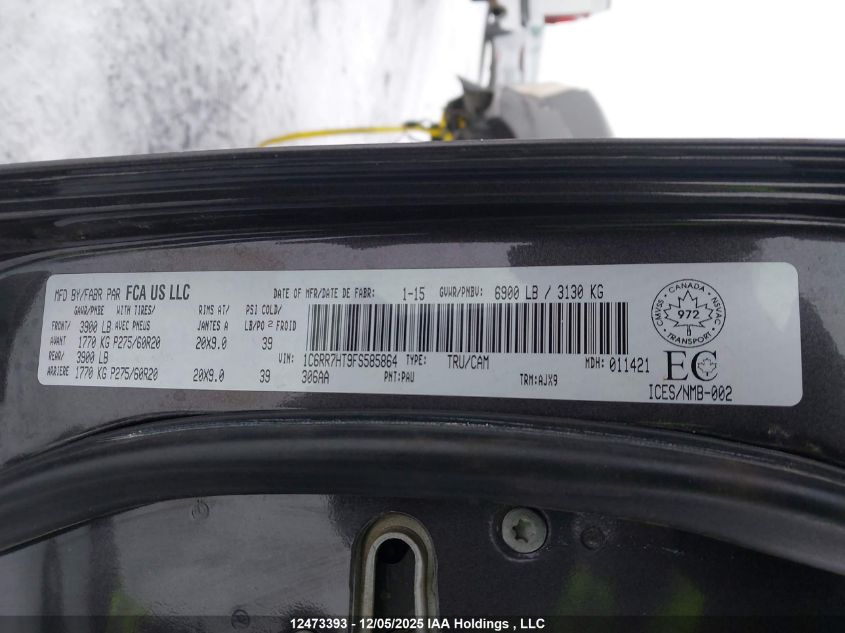 MFD BY/FABR PAR FCA US LLC DATE OF MFR/DATE DE FABR: 1-15 GVWR/PNBV: 6900 LB / 3130 KG
GAWR/PNBE WITH TIRES/ RIMS AT/ PSI COLD/
FRONT/ 3900 LB AVEC PNEUS JANTES A LB/PO 2 FROID
AVANT 1770 KG P275/60R20 20X9.0 39
REAR/ 3900 LB VIN: 1C6RR7HT9FS585864 TYPE: TRU/CAM MDH: 011421
ARRIERE 1770 KG P275/60R20 20X9.0 39 306AA PNT:PAU TRM:AJX9
CANADA
CMVSS NSVAC
972
TRANSPORT
EC
ICES/NMB-002
12473393 - 12/05/2025 IAA Holdings , LLC